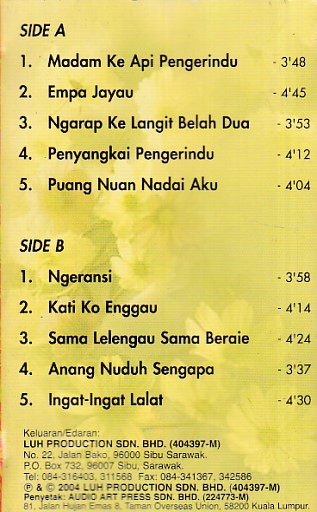 SIDE A
1. Madam Ke Api Pengerindu - 3'48
2. Empa Jayau - 4'45
3. Ngarap Ke Langit Belah Dua - 3'53
4. Penyangkai Pengerindu - 4'12
5. Puang Nuan Nadai Aku - 4'04
SIDE B
1. Ngeransi - 3'58
2. Kati Ko Enggau - 4'14
3. Sama Lelengau Sama Beraie - 4'24
4. Anang Nuduh Sengapa - 3'37
5. Ingat-Ingat Lalat - 4'30
Keluaran/Edaran:
LUH PRODUCTION SDN. BHD. (404397-M)
No. 22, Jalan Bako, 96000 Sibu Sarawak.
P.O. Box 732, 96007 Sibu, Sarawak.
Tel: 084-316403, 311568 Fax: 084-341367, 342586
℗ & © 2004 LUH PRODUCTION SDN. BHD. (404397-M)
Penyetak: AUDIO ART PRESS SDN. BHD. (224773-M)
81, Jalan Hujan Emas 8, Taman Overseas Union, 58200 Kuala Lumpur.